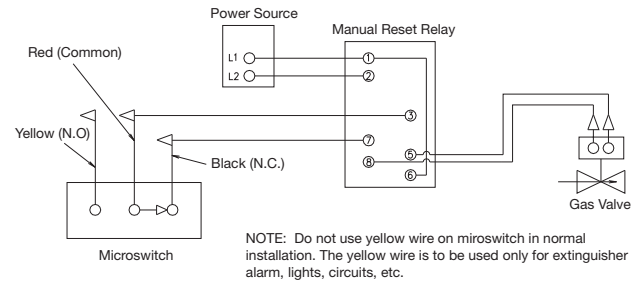 Power Source
Manual Reset Relay
Red (Common)
L1
L2
1
2
3
Yellow (N.O)
7
5
Black (N.C.)
8
6
Gas Valve
Microswitch
NOTE: Do not use yellow wire on miroswitch in normal
installation. The yellow wire is to be used only for extinguisher
alarm, lights, circuits, etc.